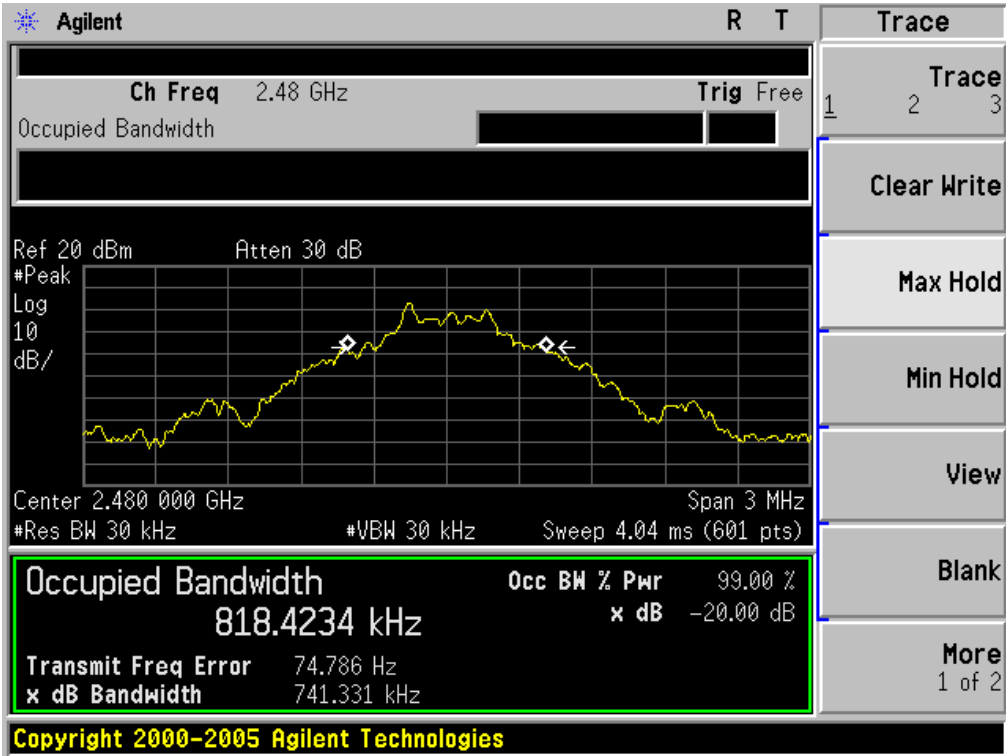 Agilent R T
Ch Freq 2.48 GHz Trig Free
Occupied Bandwidth
Ref 20 dBm Atten 30 dB
#Peak
Log
10
dB/
Center 2.480 000 GHz Span 3 MHz
#Res BW 30 kHz #VBW 30 kHz Sweep 4.04 ms (601 pts)
Occupied Bandwidth
818.4234 kHz
Occ BW % Pwr 99.00 %
x dB -20.00 dB
Transmit Freq Error 74.786 Hz
x dB Bandwidth 741.331 kHz
Copyright 2000-2005 Agilent Technologies
Trace
Trace
1 2 3
Clear Write
Max Hold
Min Hold
View
Blank
More
1 of 2